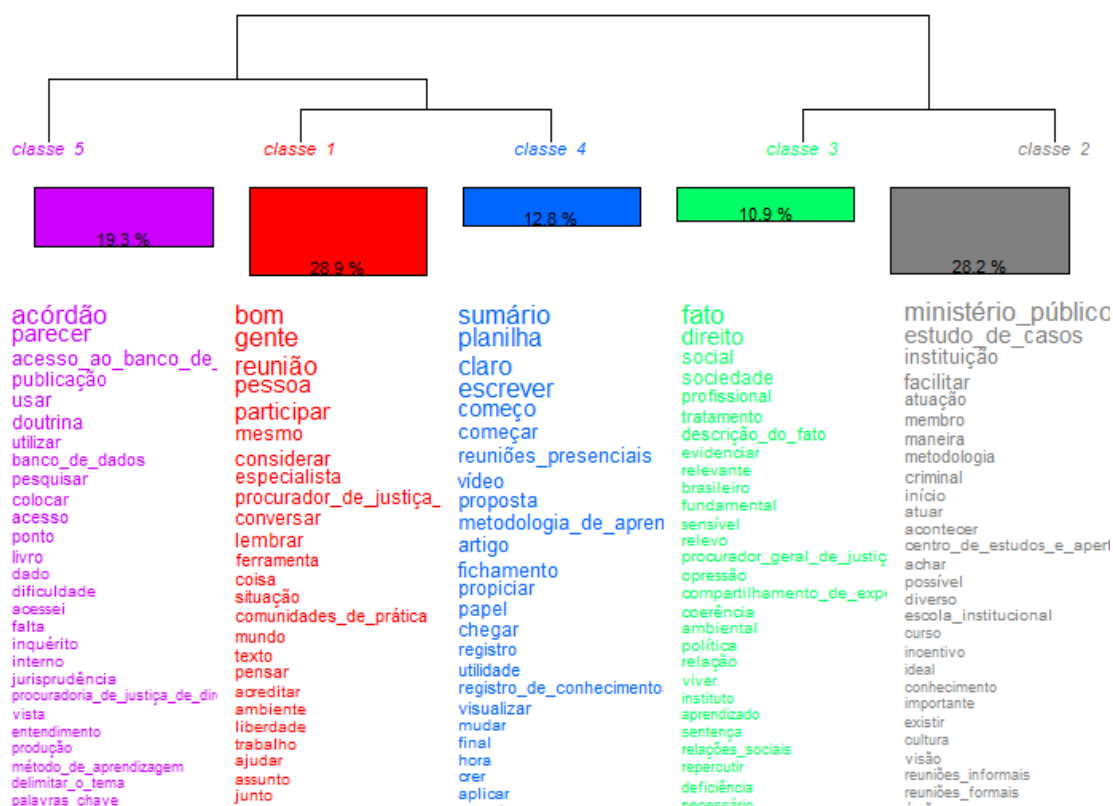 classe 5
classe 1
classe 4
classe 3
classe 2
19.3 %
28.9 %
12.8 %
10.9 %
28.2 %
acórdão
parecer
acesso_ao_banco_de_
publicação
usar
doutrina
utilizar
banco_de_dados
pesquisar
colocar
acesso
ponto
livro
dado
dificuldade
acessei
falta
inquérito
interno
jurisprudência
procuradoria_de_justiça_de_dir
vista
entendimento
produção
método_de_aprendizagem
delimitar_o_tema
palavras_chave
bom
gente
reunião
pessoa
participar
mesmo
considerar
especialista
procurador_de_justiça_
conversar
lembrar
ferramenta
coisa
situação
comunidades_de_prática
mundo
texto
pensar
acreditar
ambiente
liberdade
trabalho
ajudar
assunto
junto
sumário
planilha
claro
escrever
começo
começar
reuniões_presenciais
vídeo
proposta
metodologia_de_apren
artigo
fichamento
propiciar
papel
chegar
registro
utilidade
registro_de_conhecimento
visualizar
mudar
final
hora
crer
aplicar
fato
direito
social
sociedade
profissional
tratamento
descrição_do_fato
evidenciar
relevante
brasileiro
fundamental
sensível
relevo
procurador_geral_de_justiç
opressão
compartilhamento_de_exp
coerência
ambiental
política
relação
viver
instituto
aprendizado
sentença
relações_sociais
repercutir
deficiência
necessário
ministério_público
estudo_de_casos
instituição
facilitar
atuação
membro
maneira
metodologia
criminal
início
atuar
acontecer
centro_de_estudos_e_aperf
achar
possível
diverso
escola_institucional
curso
incentivo
ideal
conhecimento
importante
existir
cultura
visão
reuniões_informais
reuniões_formais